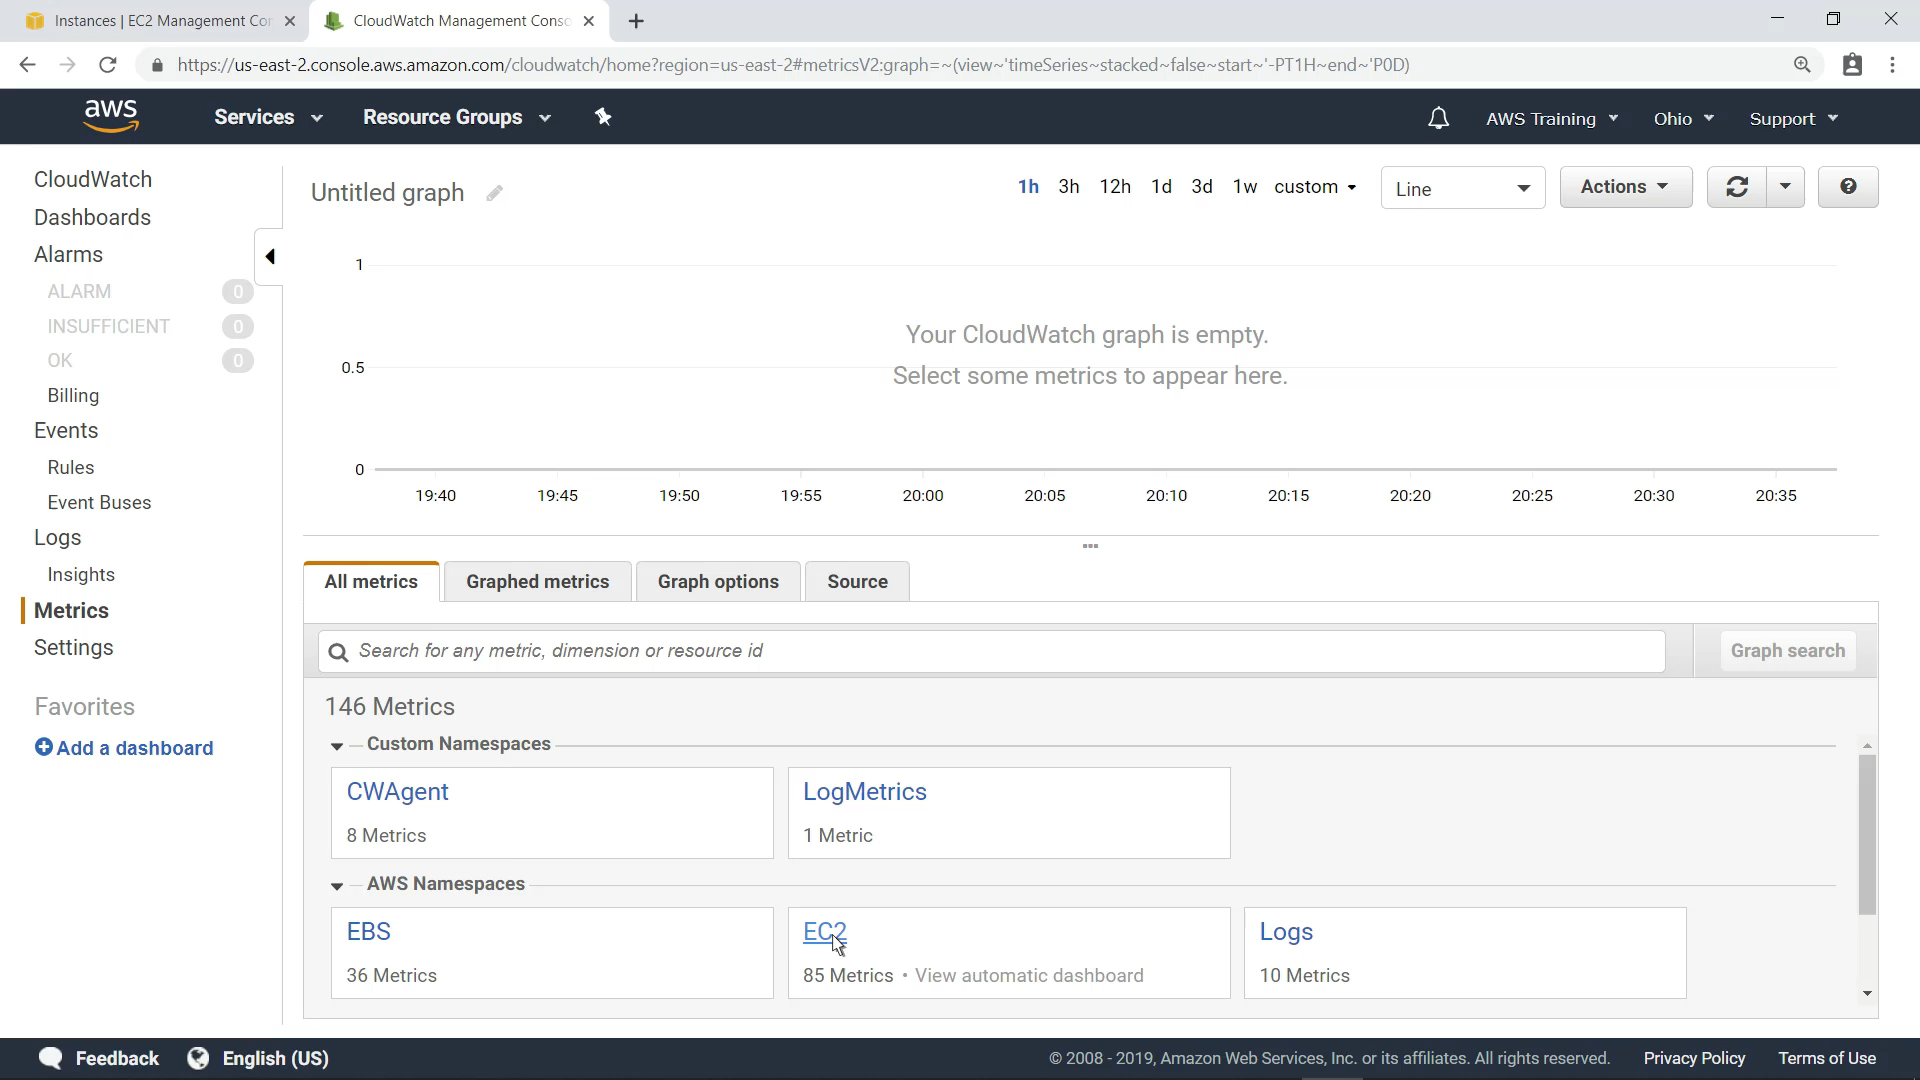 Instances | EC2 Management Con
CloudWatch Management Conso
https://us-east-2.console.aws.amazon.com/cloudwatch/home?region=us-east-2#metricsV2:graph=~(view~'timeSeries~stacked~false~start~'-PT1H~end~'P0D)
aws
Services
Resource Groups
AWS Training
Ohio
Support
CloudWatch
Dashboards
Alarms
ALARM 0
INSUFFICIENT 0
OK 0
Billing
Events
Rules
Event Buses
Logs
Insights
Metrics
Settings
Favorites
Add a dashboard
Untitled graph
1h 3h 12h 1d 3d 1w custom
Line
Actions
?
1
0.5
0
Your CloudWatch graph is empty.
Select some metrics to appear here.
19:40 19:45 19:50 19:55 20:00 20:05 20:10 20:15 20:20 20:25 20:30 20:35
All metrics
Graphed metrics
Graph options
Source
Search for any metric, dimension or resource id
Graph search
146 Metrics
Custom Namespaces
CWAgent
8 Metrics
LogMetrics
1 Metric
AWS Namespaces
EBS
36 Metrics
EC2
85 Metrics • View automatic dashboard
Logs
10 Metrics
Feedback
English (US)
© 2008 - 2019, Amazon Web Services, Inc. or its affiliates. All rights reserved.
Privacy Policy
Terms of Use